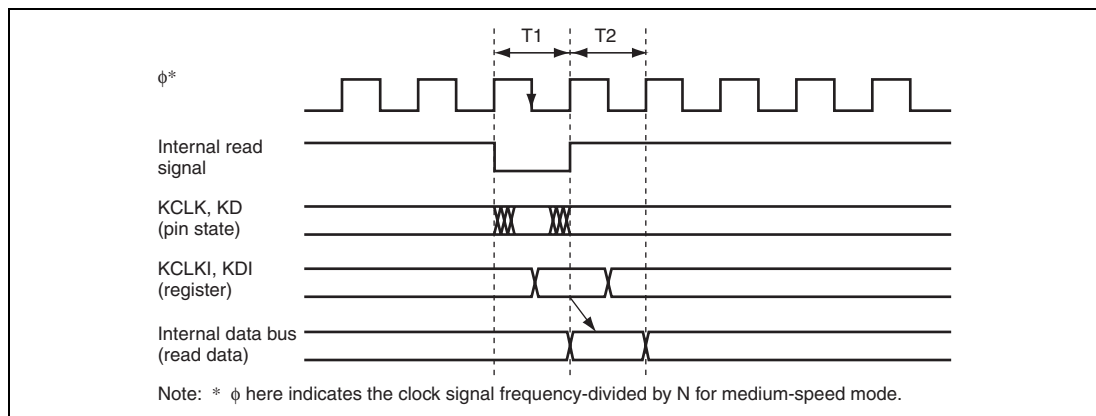 T1 T2
φ*
Internal read
signal
KCLK, KD
(pin state)
KCLKI, KDI
(register)
Internal data bus
(read data)
Note: * φ here indicates the clock signal frequency-divided by N for medium-speed mode.